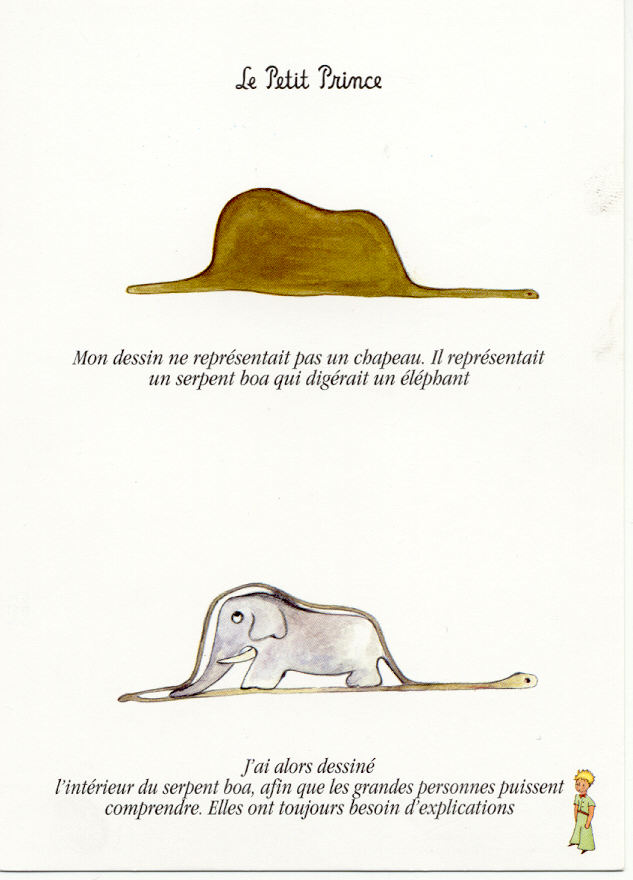 Le Petit Prince
Mon dessin ne représentait pas un chapeau. Il représentait
un serpent boa qui digérait un éléphant
J'ai alors dessiné
l'intérieur du serpent boa, afin que les grandes personnes puissent
comprendre. Elles ont toujours besoin d'explications